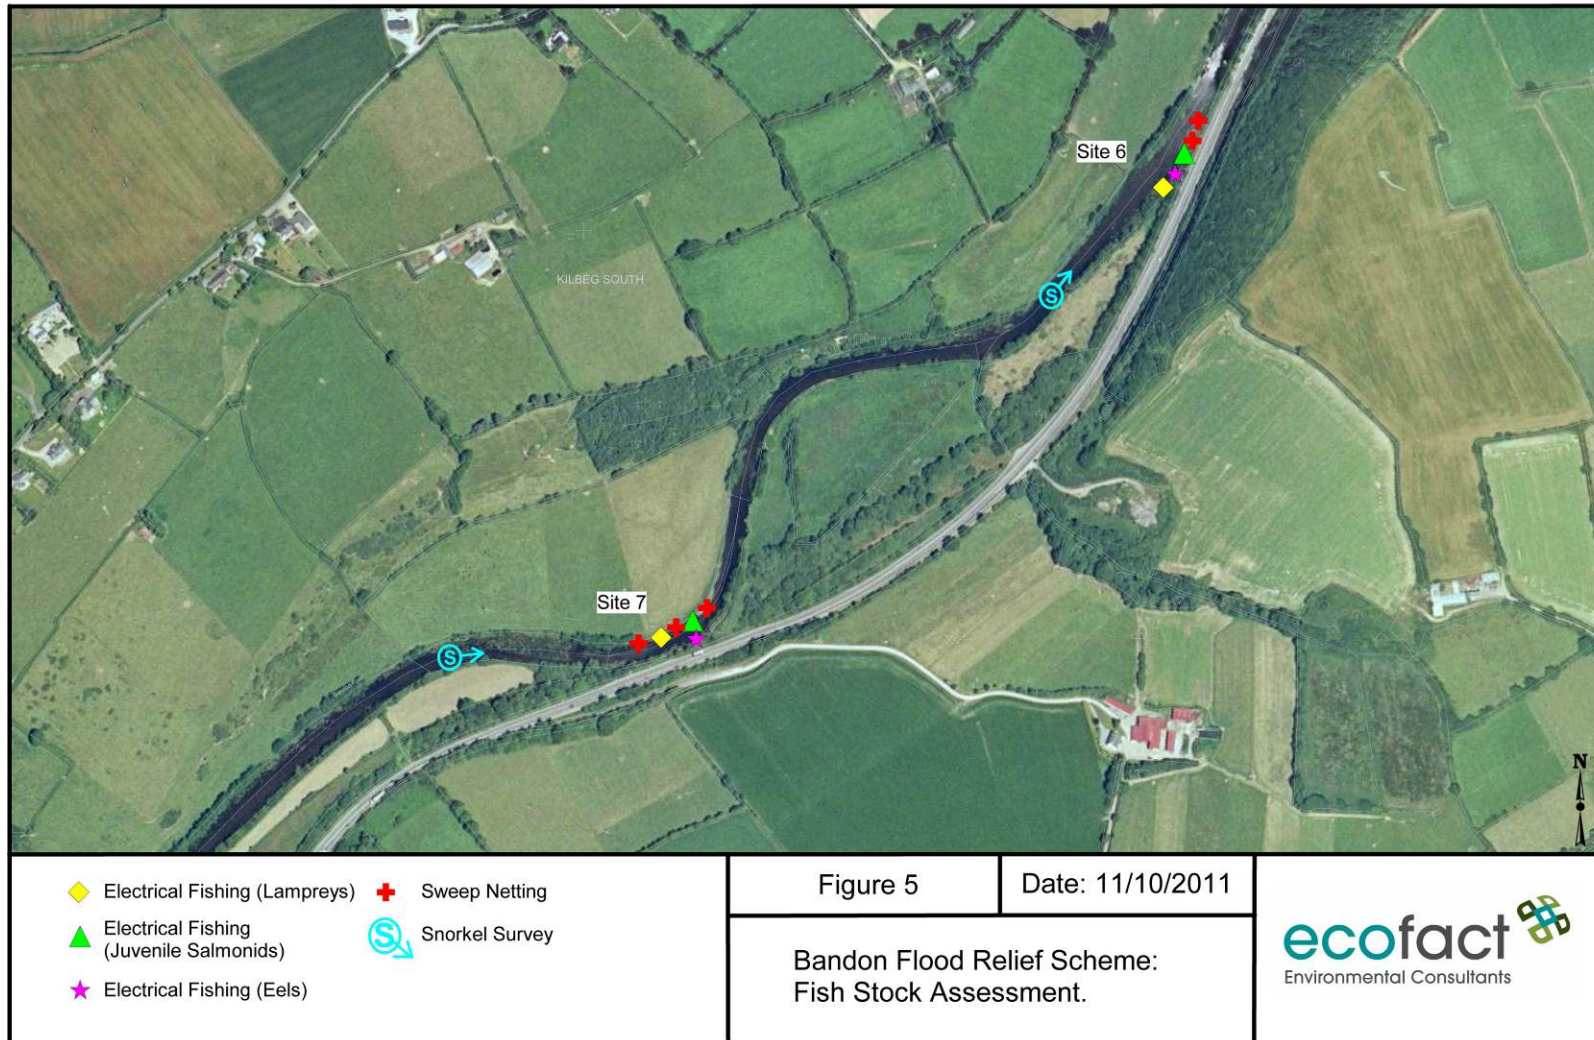 Site 6
KILBEG SOUTH
S
Site 7
S
N
Electrical Fishing (Lampreys)
Sweep Netting
Electrical Fishing
(Juvenile Salmonids)
S
Snorkel Survey
Electrical Fishing (Eels)
Figure 5
Date: 11/10/2011
Bandon Flood Relief Scheme:
Fish Stock Assessment.
ecofact
Environmental Consultants